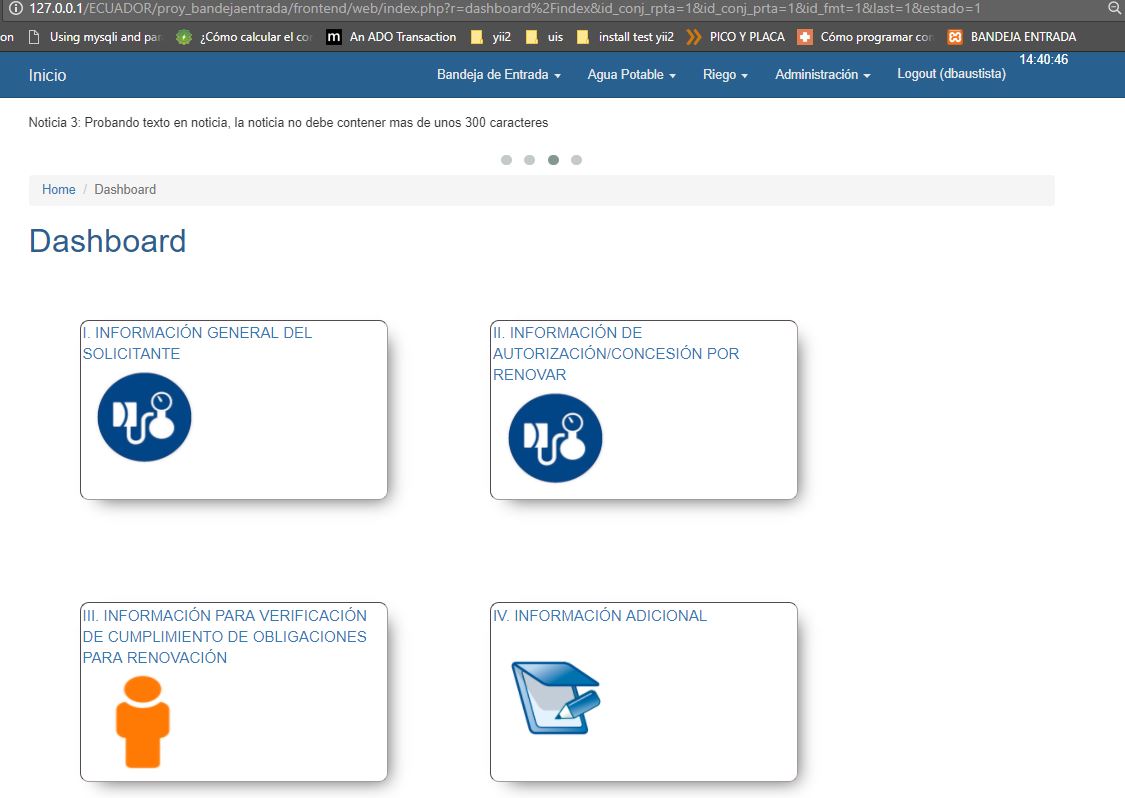 127.0.0.1/ECUADOR/proy_bandejaentrada/frontend/web/index.php?r=dashboard%2Findex&id_conj_rpta=1&id_conj_prta=1&id_fmt=1&last=1&estado=1
on Using mysqli and pa ¿Cómo calcular el co An ADO Transaction yii2 uis install test yii2 PICO Y PLACA Cómo programar con BANDEJA ENTRADA
Inicio Bandeja de Entrada Agua Potable Riego Administración Logout (dbaustista) 14:40:46
Noticia 3: Probando texto en noticia, la noticia no debe contener mas de unos 300 caracteres
Home / Dashboard
Dashboard
I. INFORMACIÓN GENERAL DEL
SOLICITANTE
II. INFORMACIÓN DE
AUTORIZACIÓN/CONCESIÓN POR
RENOVAR
III. INFORMACIÓN PARA VERIFICACIÓN
DE CUMPLIMIENTO DE OBLIGACIONES
PARA RENOVACIÓN
IV. INFORMACIÓN ADICIONAL